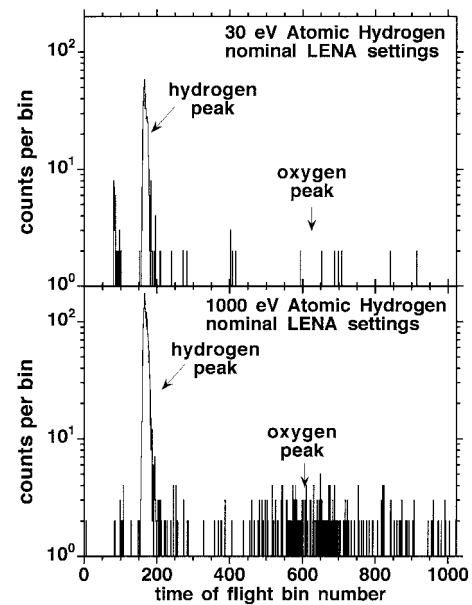 30 eV Atomic Hydrogen
nominal LENA settings
hydrogen
peak
oxygen
peak
counts per bin
10²
10¹
10⁰
1000 eV Atomic Hydrogen
nominal LENA settings
hydrogen
peak
oxygen
peak
counts per bin
10²
10¹
10⁰
0 200 400 600 800 1000
time of flight bin number